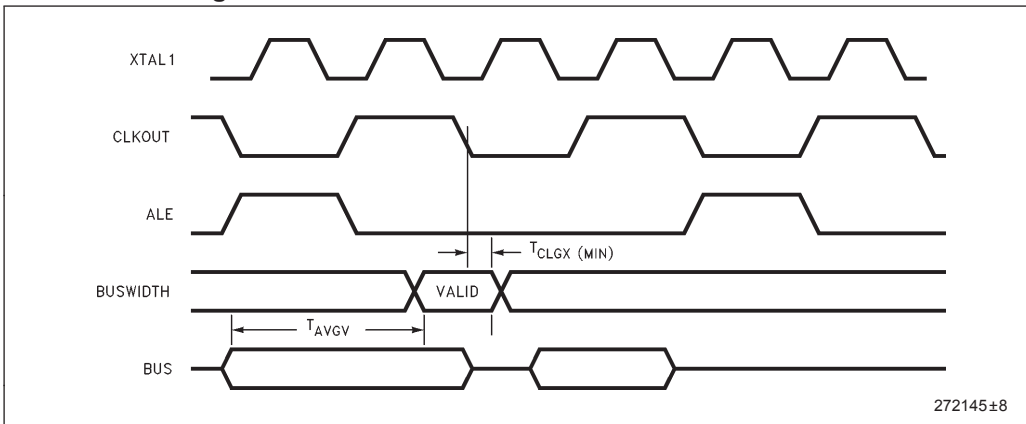 XTAL1
CLKOUT
ALE
T_CLGX (MIN)
BUSWIDTH
VALID
T_AVGV
BUS
272145±8